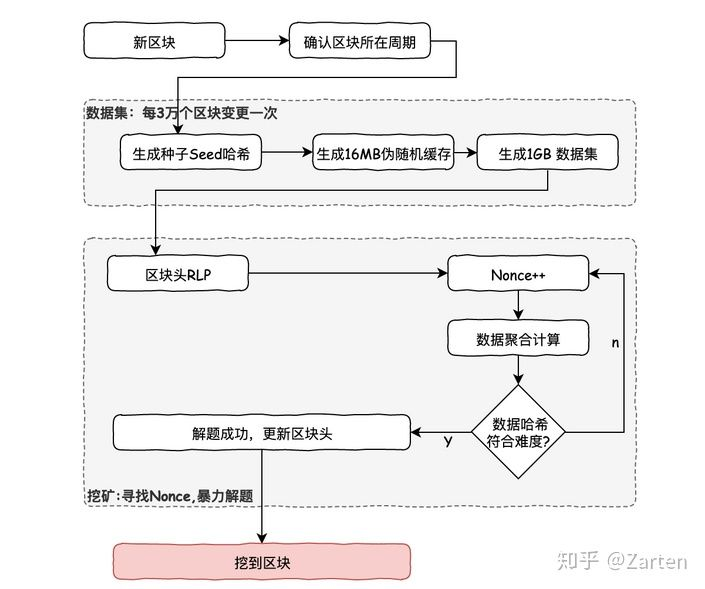 新区块
确认区块所在周期
数据集：每3万个区块变更一次
生成种子Seed哈希
生成16MB伪随机缓存
生成1GB 数据集
区块头RLP
Nonce++
数据聚合计算
n
数据哈希
符合难度?
y
解题成功，更新区块头
挖矿:寻找Nonce,暴力解题
挖到区块
知乎 @Zarten